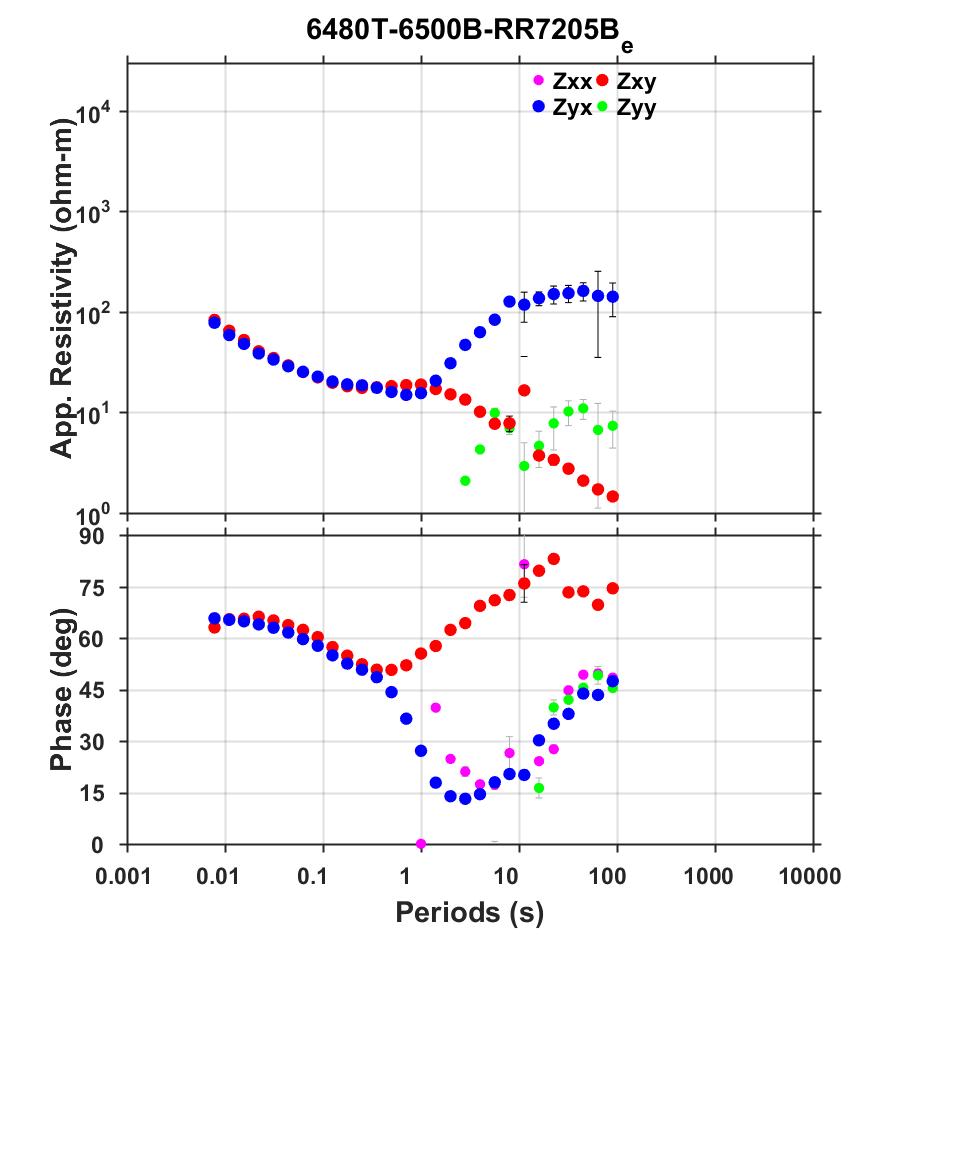 6480T-6500B-RR7205Be
Zxx Zxy
Zyx Zyy
App. Resistivity (ohm-m)
10^4
10^3
10^2
10^1
10^0
Phase (deg)
90
75
60
45
30
15
0
0.001 0.01 0.1 1 10 100 1000 10000
Periods (s)